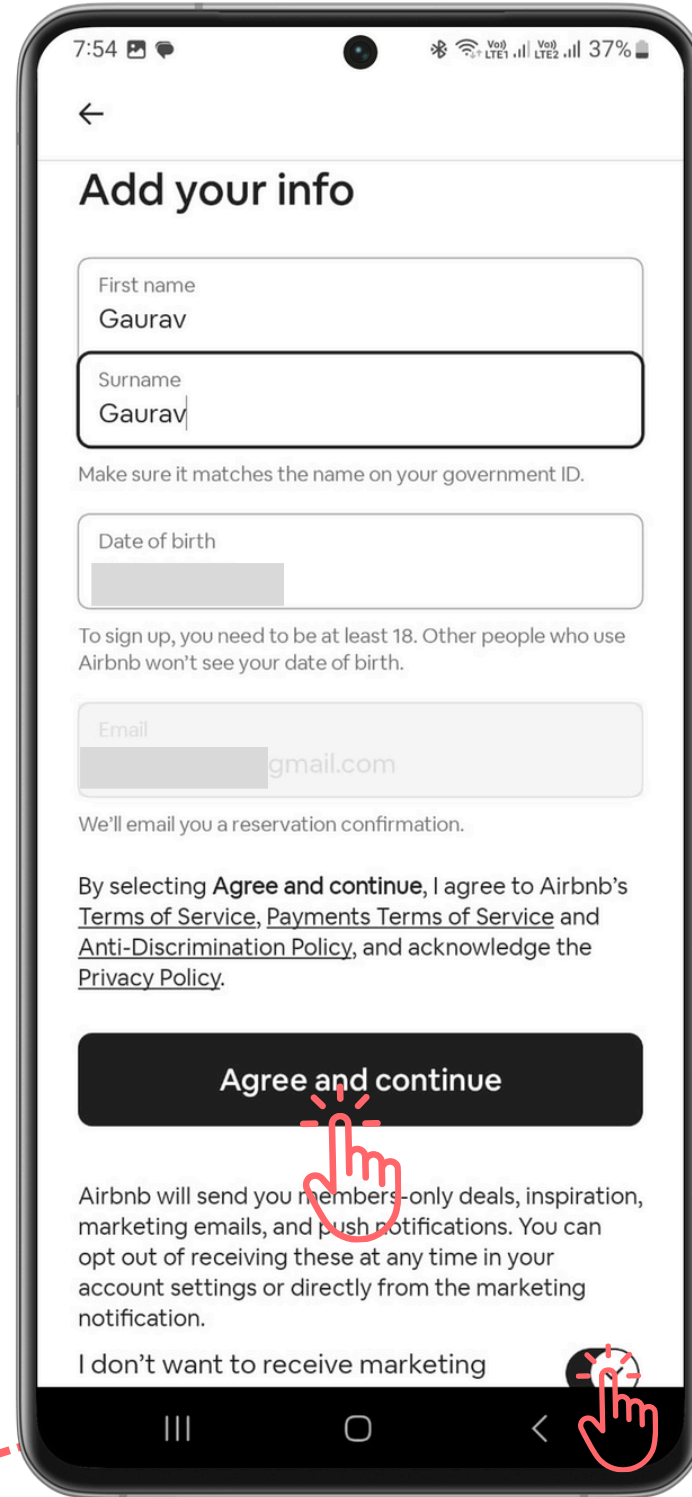 7:54 Vo)) LTE1 Vo)) LTE2 37%
Add your info
First name
Gaurav
Surname
Gaurav
Make sure it matches the name on your government ID.
Date of birth
To sign up, you need to be at least 18. Other people who use
Airbnb won't see your date of birth.
Email
gmail.com
We'll email you a reservation confirmation.
By selecting Agree and continue, I agree to Airbnb's
Terms of Service, Payments Terms of Service and
Anti-Discrimination Policy, and acknowledge the
Privacy Policy.
Agree and continue
Airbnb will send you members-only deals, inspiration,
marketing emails, and push notifications. You can
opt out of receiving these at any time in your
account settings or directly from the marketing
notification.
I don't want to receive marketing